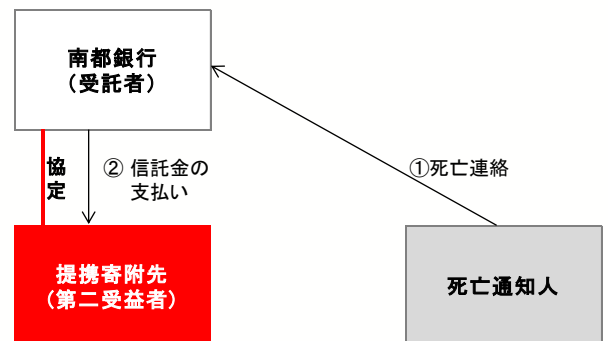 南都銀行
（受託者）
協
定
② 信託金の
支払い
①死亡連絡
提携寄附先
（第二受益者）
死亡通知人